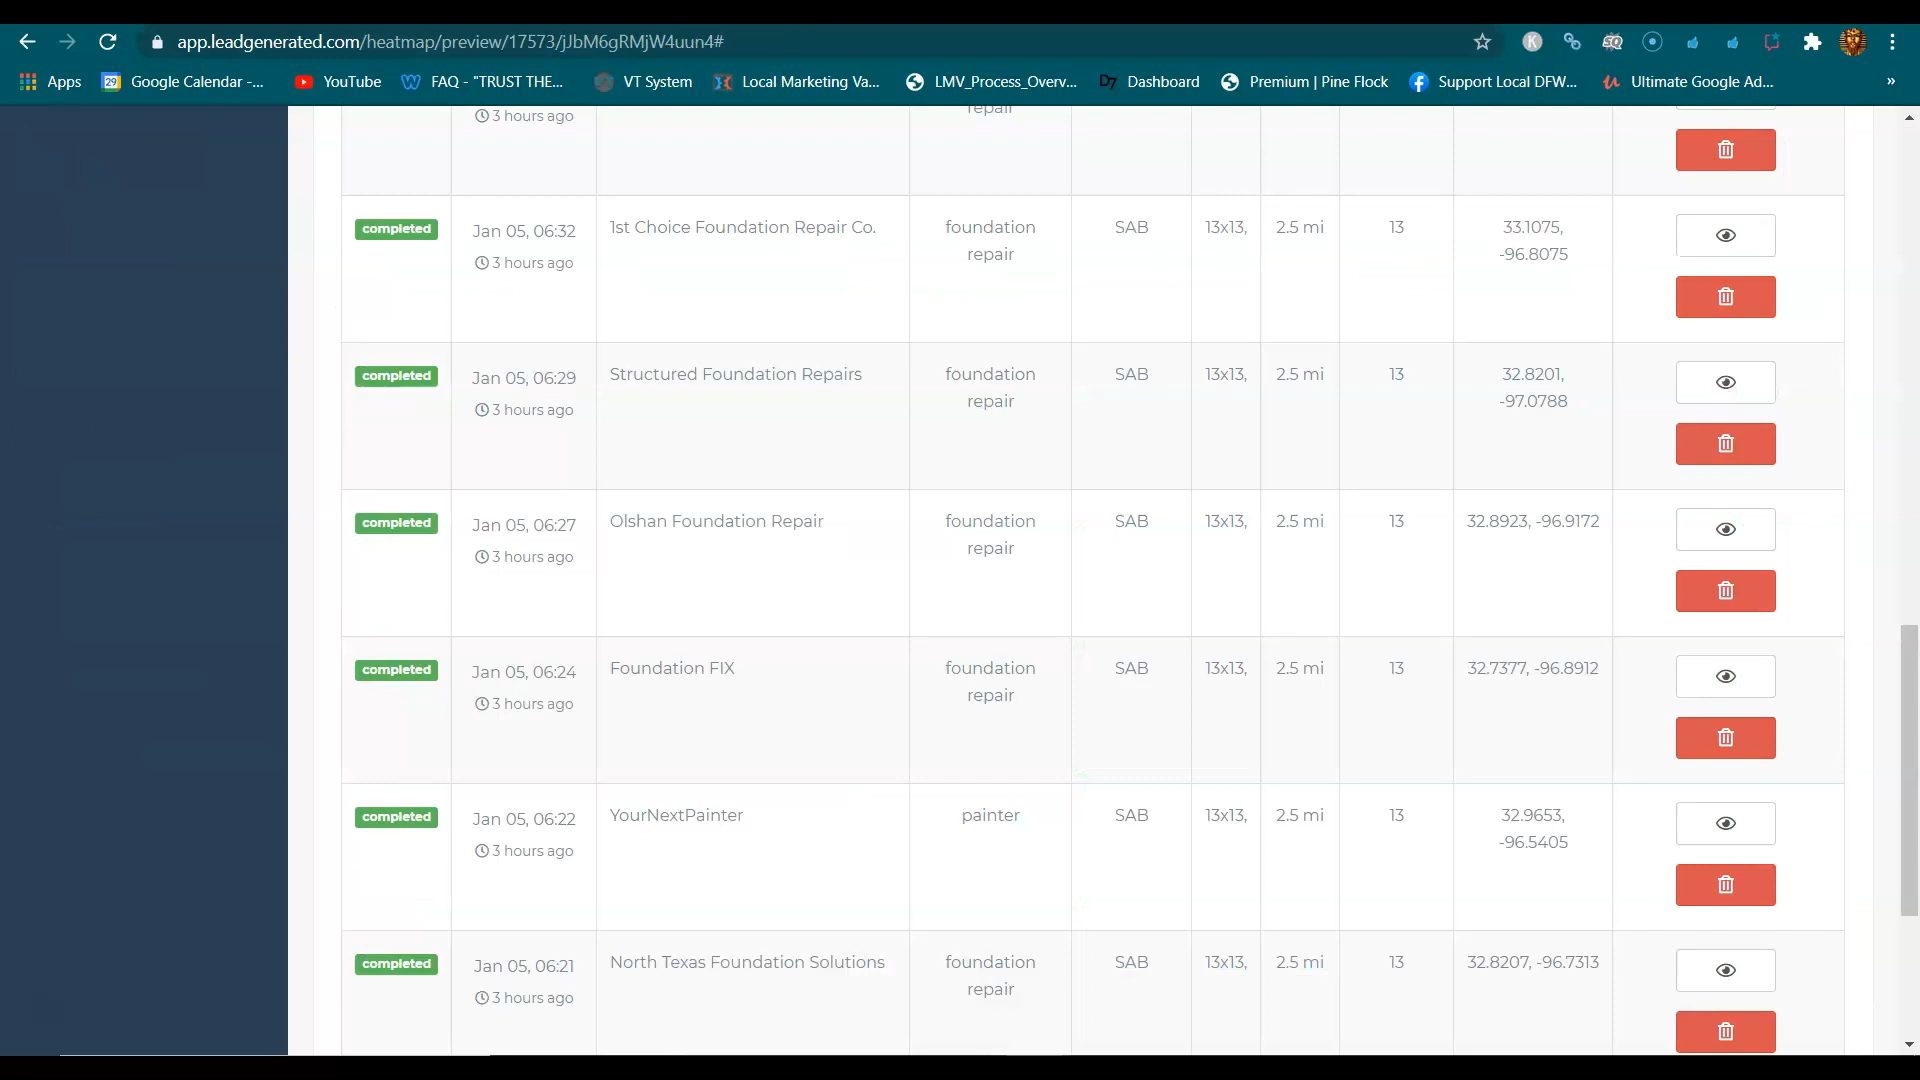 app.leadgenerated.com/heatmap/preview/17573/jJbM6gRMjW4uun4#
K
SQ
Apps
29
Google Calendar -...
YouTube
FAQ - "TRUST THE...
VT System
Local Marketing Va...
LMV_Process_Overv...
D7
Dashboard
Premium | Pine Flock
Support Local DFW...
Ultimate Google Ad...
»
3 hours ago
repair
completed
Jan 05, 06:32
3 hours ago
1st Choice Foundation Repair Co.
foundation
repair
SAB
13x13,
2.5 mi
13
33.1075,
-96.8075
completed
Jan 05, 06:29
3 hours ago
Structured Foundation Repairs
foundation
repair
SAB
13x13,
2.5 mi
13
32.8201,
-97.0788
completed
Jan 05, 06:27
3 hours ago
Olshan Foundation Repair
foundation
repair
SAB
13x13,
2.5 mi
13
32.8923, -96.9172
completed
Jan 05, 06:24
3 hours ago
Foundation FIX
foundation
repair
SAB
13x13,
2.5 mi
13
32.7377, -96.8912
completed
Jan 05, 06:22
3 hours ago
YourNextPainter
painter
SAB
13x13,
2.5 mi
13
32.9653,
-96.5405
completed
Jan 05, 06:21
3 hours ago
North Texas Foundation Solutions
foundation
repair
SAB
13x13,
2.5 mi
13
32.8207, -96.7313